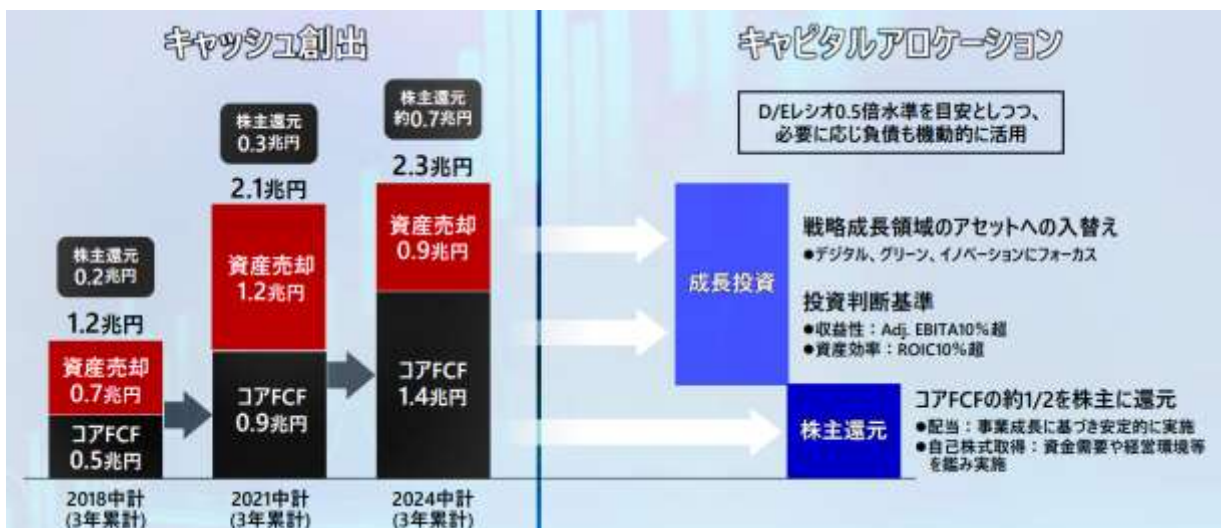 キャッシュ創出
株主還元
0.2兆円
1.2兆円
資産売却
0.7兆円
コアFCF
0.5兆円
2018中計
(3年累計)
株主還元
0.3兆円
2.1兆円
資産売却
1.2兆円
コアFCF
0.9兆円
2021中計
(3年累計)
株主還元
約0.7兆円
2.3兆円
資産売却
0.9兆円
コアFCF
1.4兆円
2024中計
(3年累計)
キャピタルアロケーション
D/Eレシオ0.5倍水準を目安としつつ、
必要に応じ負債も機動的に活用
成長投資
戦略成長領域のアセットへの入替え
●デジタル、グリーン、イノベーションにフォーカス
投資判断基準
●収益性：Adj. EBITA10%超
●資産効率：ROIC10%超
株主還元
コアFCFの約1/2を株主に還元
●配当：事業成長に基づき安定的に実施
●自己株式取得：資金需要や経営環境等
を鑑み実施